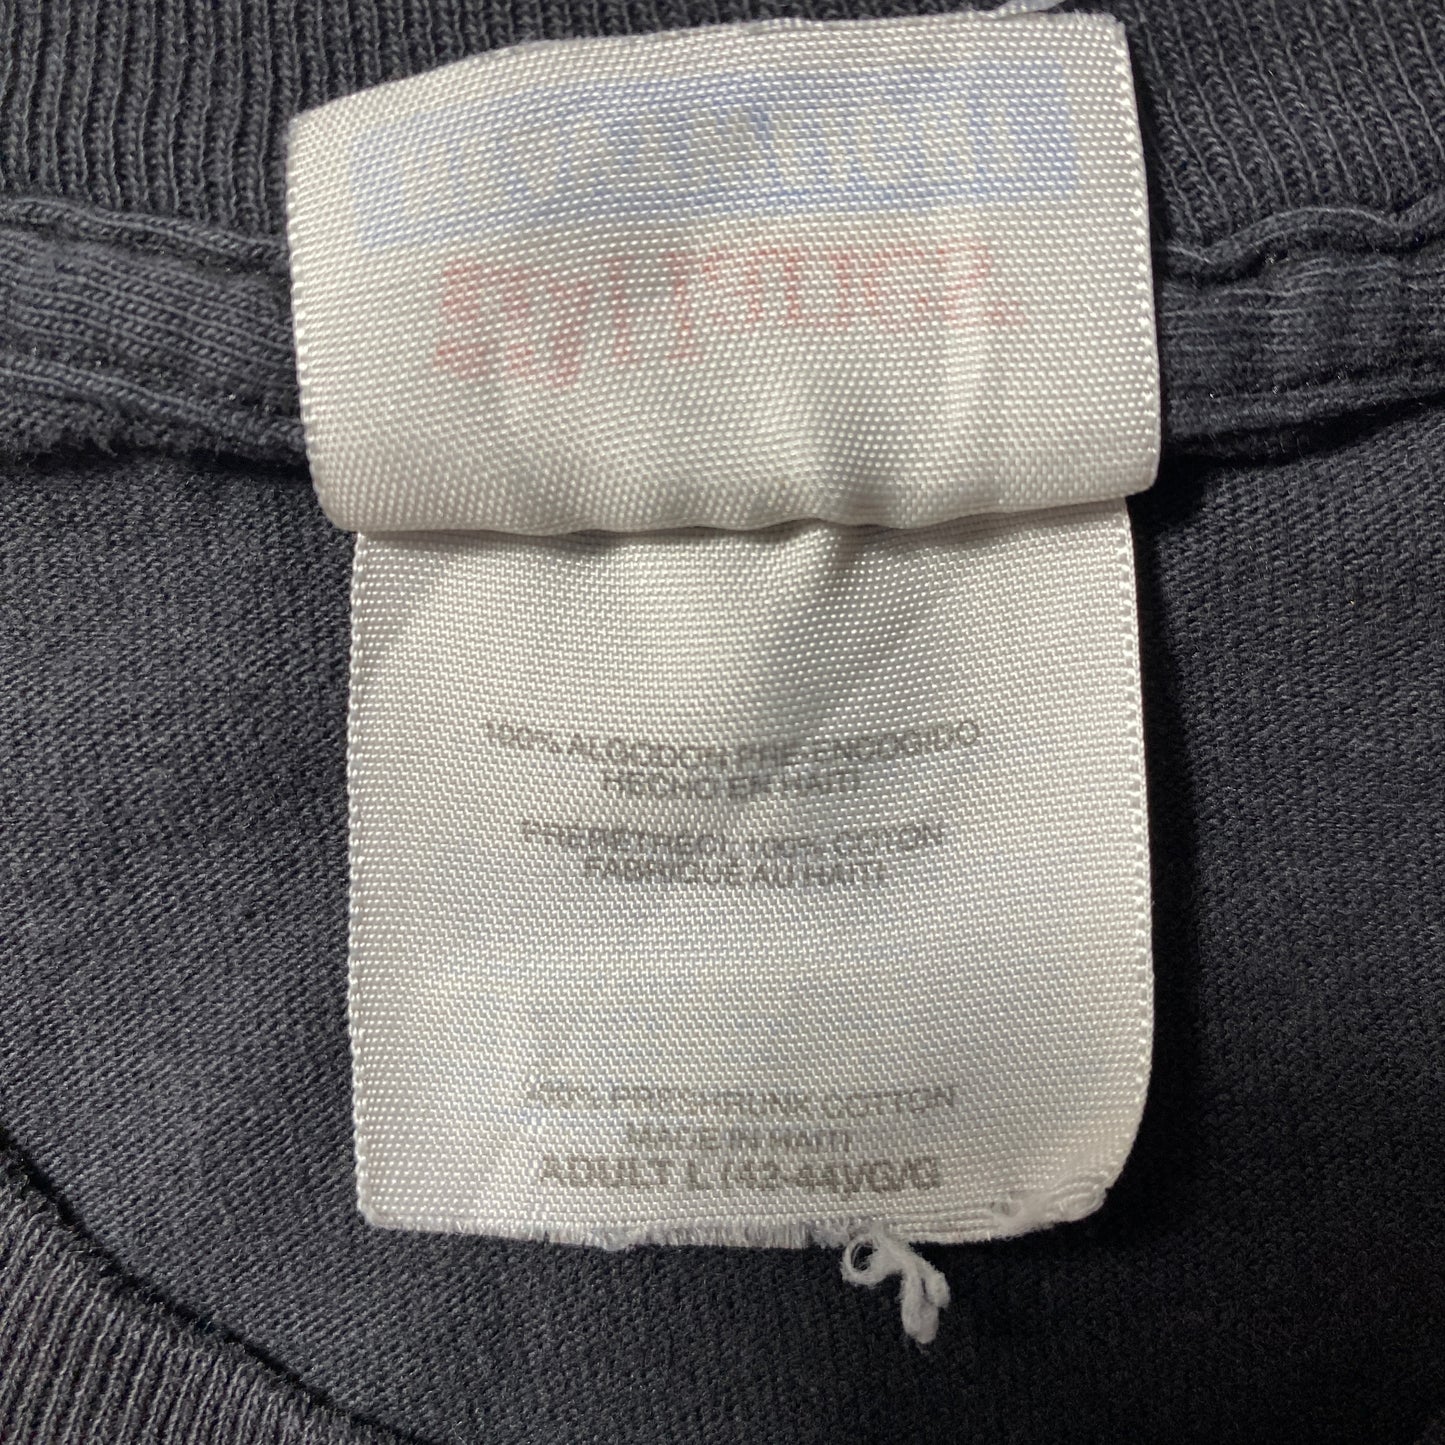 100% ALGODON PRE-ENCOGIDO
HECHO EN HAITI
PRERETRECI, 100% COTON
FABRIQUE AU HAITI
100% PRESHRUNK COTTON
MADE IN HAITI
ADULT L (42-44)/G/G